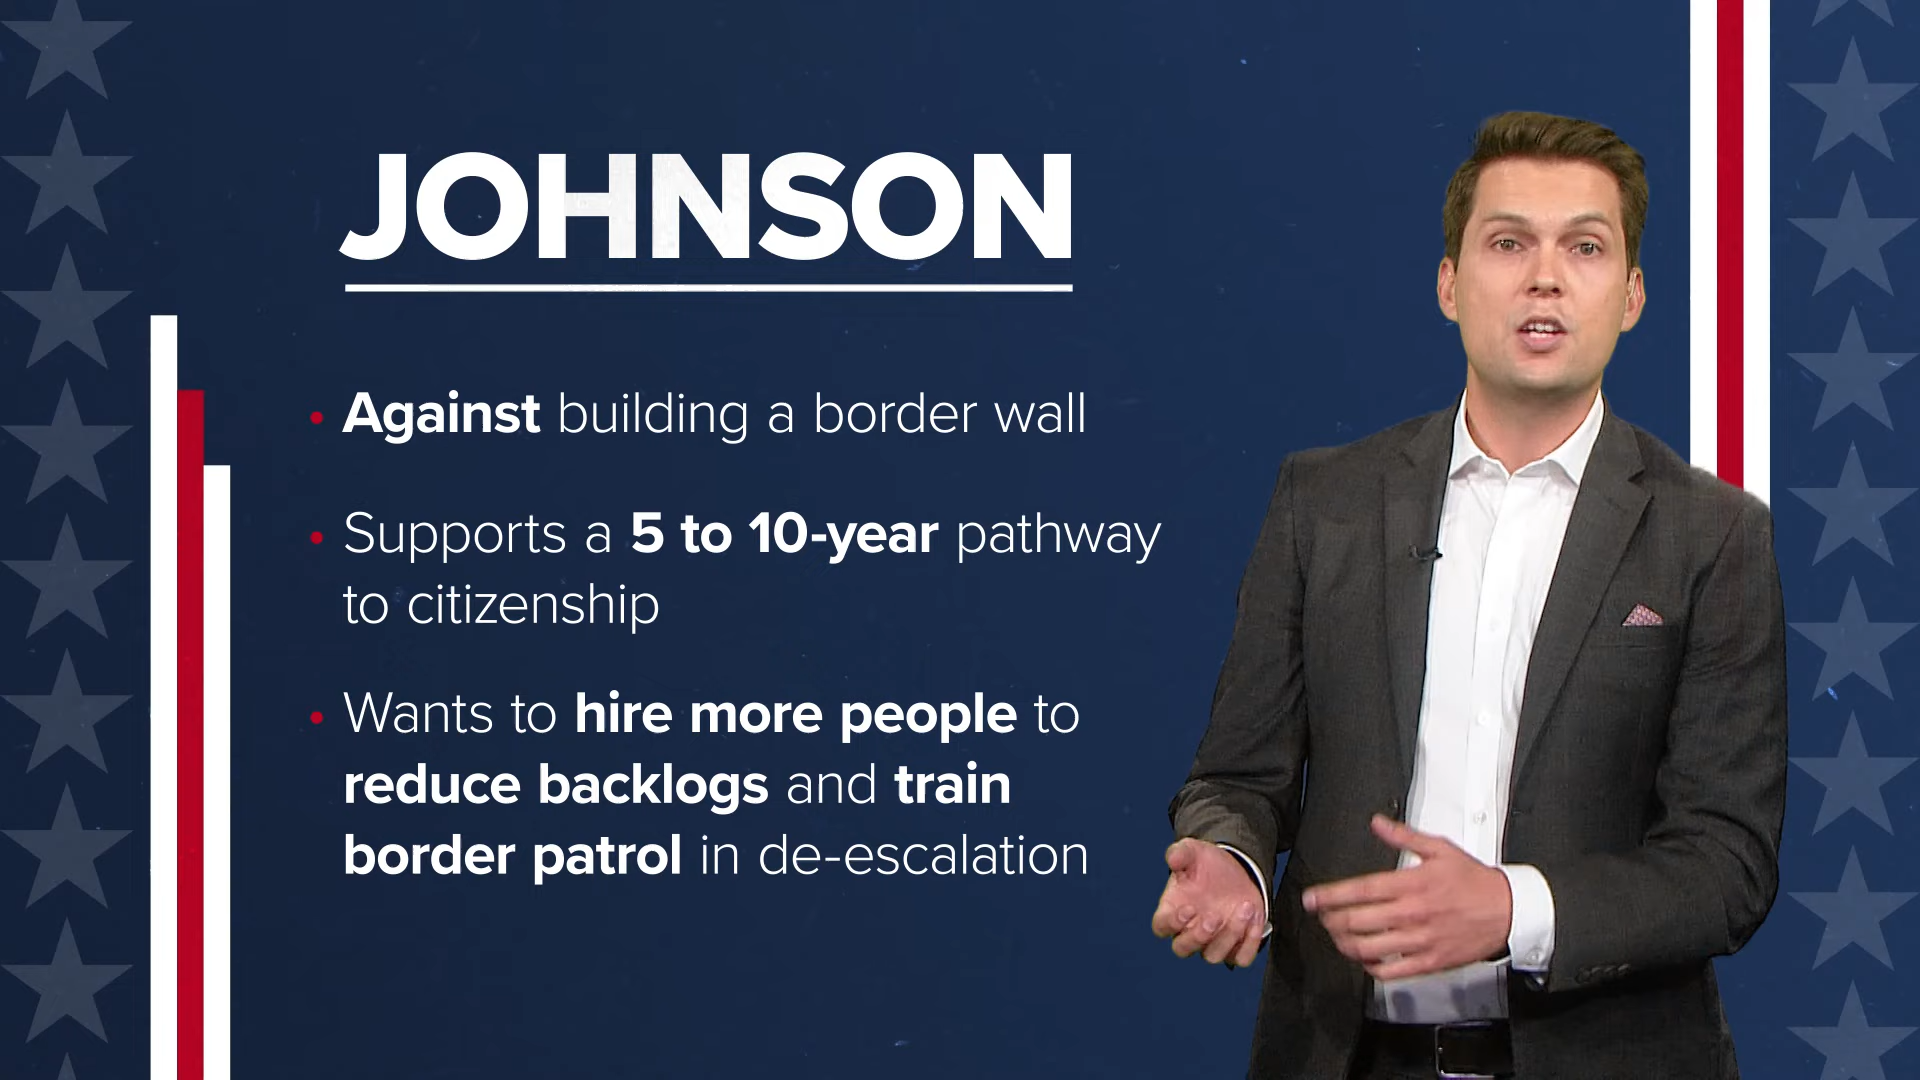 JOHNSON
• Against building a border wall
• Supports a 5 to 10-year pathway
to citizenship
• Wants to hire more people to
reduce backlogs and train
border patrol in de-escalation